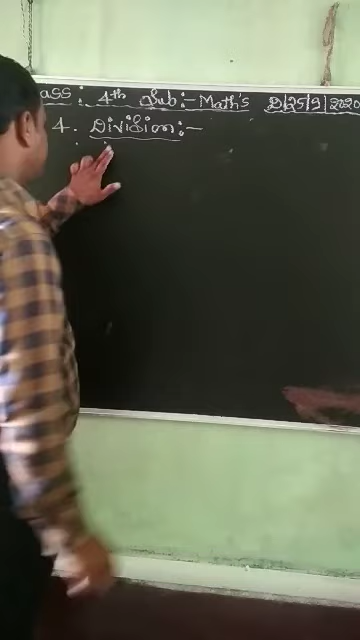 ass: 4th Sub:- Math's D/25/9/2020
4. Division:-